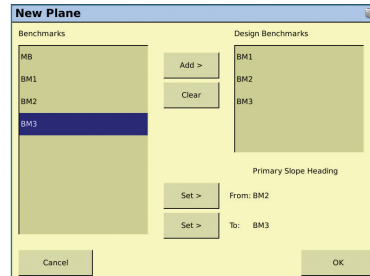 New Plane
Benchmarks
Design Benchmarks
MB
BM1
BM2
BM3
Add >
Clear
BM1
BM2
BM3
Primary Slope Heading
Set >
From: BM2
Set >
To: BM3
Cancel
OK